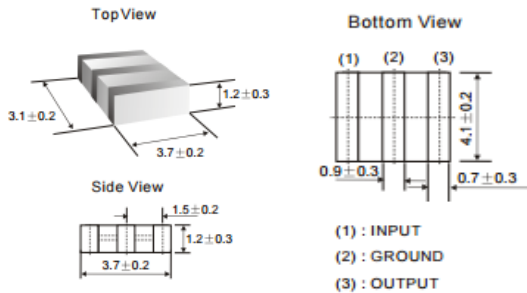 Top View
1.2±0.3
3.1±0.2
3.7±0.2
Side View
1.5±0.2
1.2±0.3
3.7±0.2
Bottom View
(1) (2) (3)
4.1±0.2
0.9±0.3
0.7±0.3
(1) : INPUT
(2) : GROUND
(3) : OUTPUT